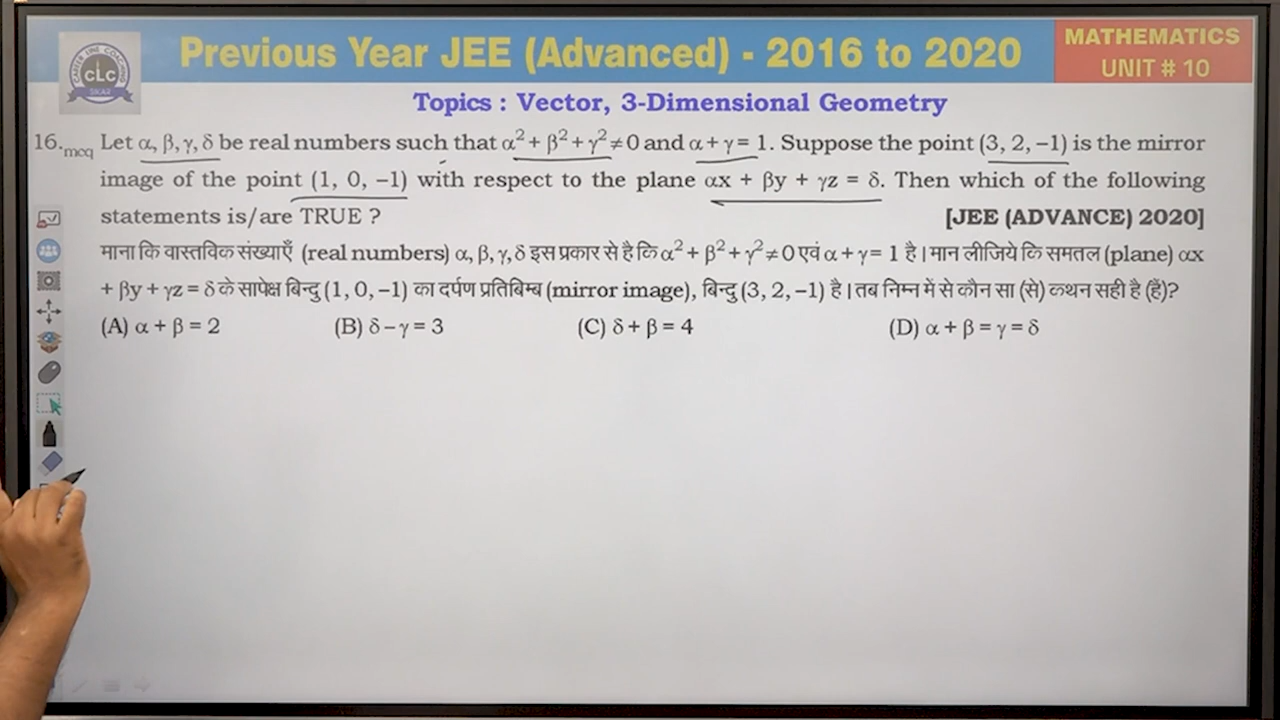 Previous Year JEE (Advanced) - 2016 to 2020
MATHEMATICS
UNIT # 10
CAREER LINE COACHING
CLC
SIKAR
Topics : Vector, 3-Dimensional Geometry
16. mcq Let α, β, γ, δ be real numbers such that α² + β² + γ² ≠ 0 and α + γ = 1. Suppose the point (3, 2, –1) is the mirror
image of the point (1, 0, –1) with respect to the plane αx + βy + γz = δ. Then which of the following
statements is/are TRUE ? [JEE (ADVANCE) 2020]
माना कि वास्तविक संख्याएँ (real numbers) α, β, γ, δ इस प्रकार से है कि α² + β² + γ² ≠ 0 एवं α + γ = 1 है। मान लीजिये कि समतल (plane) αx
+ βy + γz = δ के सापेक्ष बिन्दु (1, 0, –1) का दर्पण प्रतिबिम्ब (mirror image), बिन्दु (3, 2, –1) है। तब निम्न में से कौन सा (से) कथन सही है (हैं)?
(A) α + β = 2 (B) δ – γ = 3 (C) δ + β = 4 (D) α + β = γ = δ